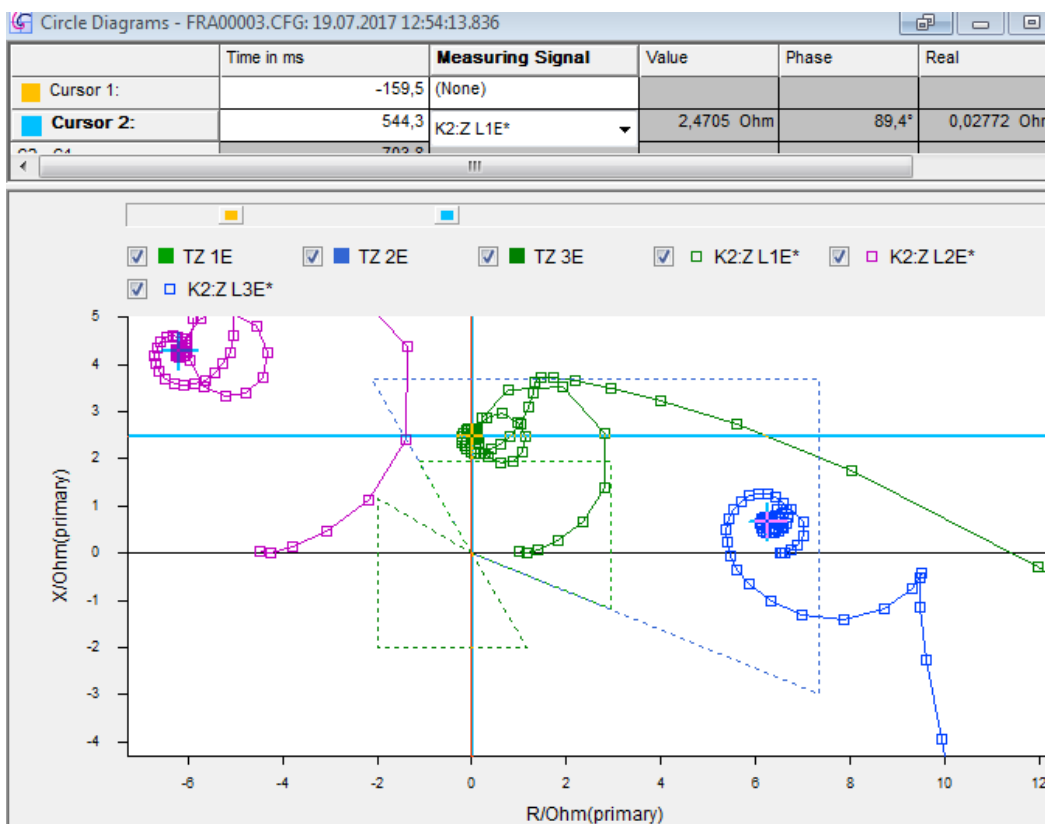 Circle Diagrams - FRA00003.CFG: 19.07.2017 12:54:13.836
Time in ms Measuring Signal Value Phase Real
Cursor 1: -159,5 (None)
Cursor 2: 544,3 K2:Z L1E* 2,4705 Ohm 89,4° 0,02772 Ohm
C2 - C1 703,8
TZ 1E TZ 2E TZ 3E K2:Z L1E* K2:Z L2E*
K2:Z L3E*
X/Ohm(primary)
5
4
3
2
1
0
-1
-2
-3
-4
-6 -4 -2 0 2 4 6 8 10 12
R/Ohm(primary)